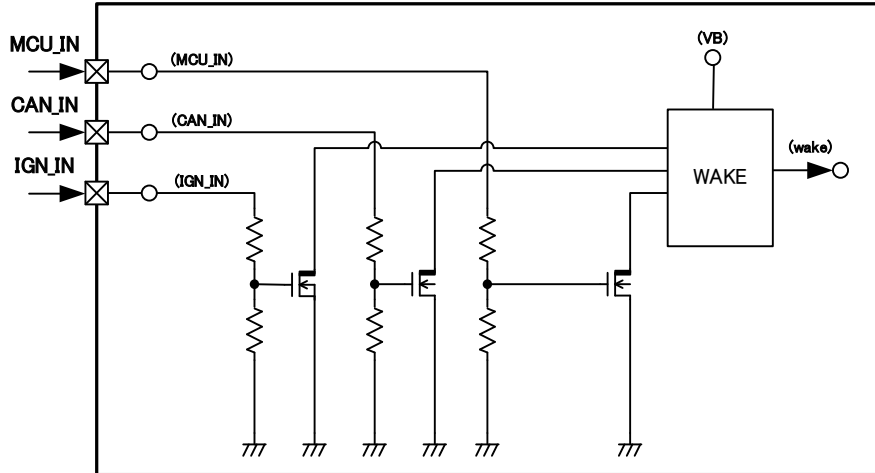 MCU_IN
(MCU_IN)
(VB)
CAN_IN
(CAN_IN)
(wake)
IGN_IN
(IGN_IN)
WAKE